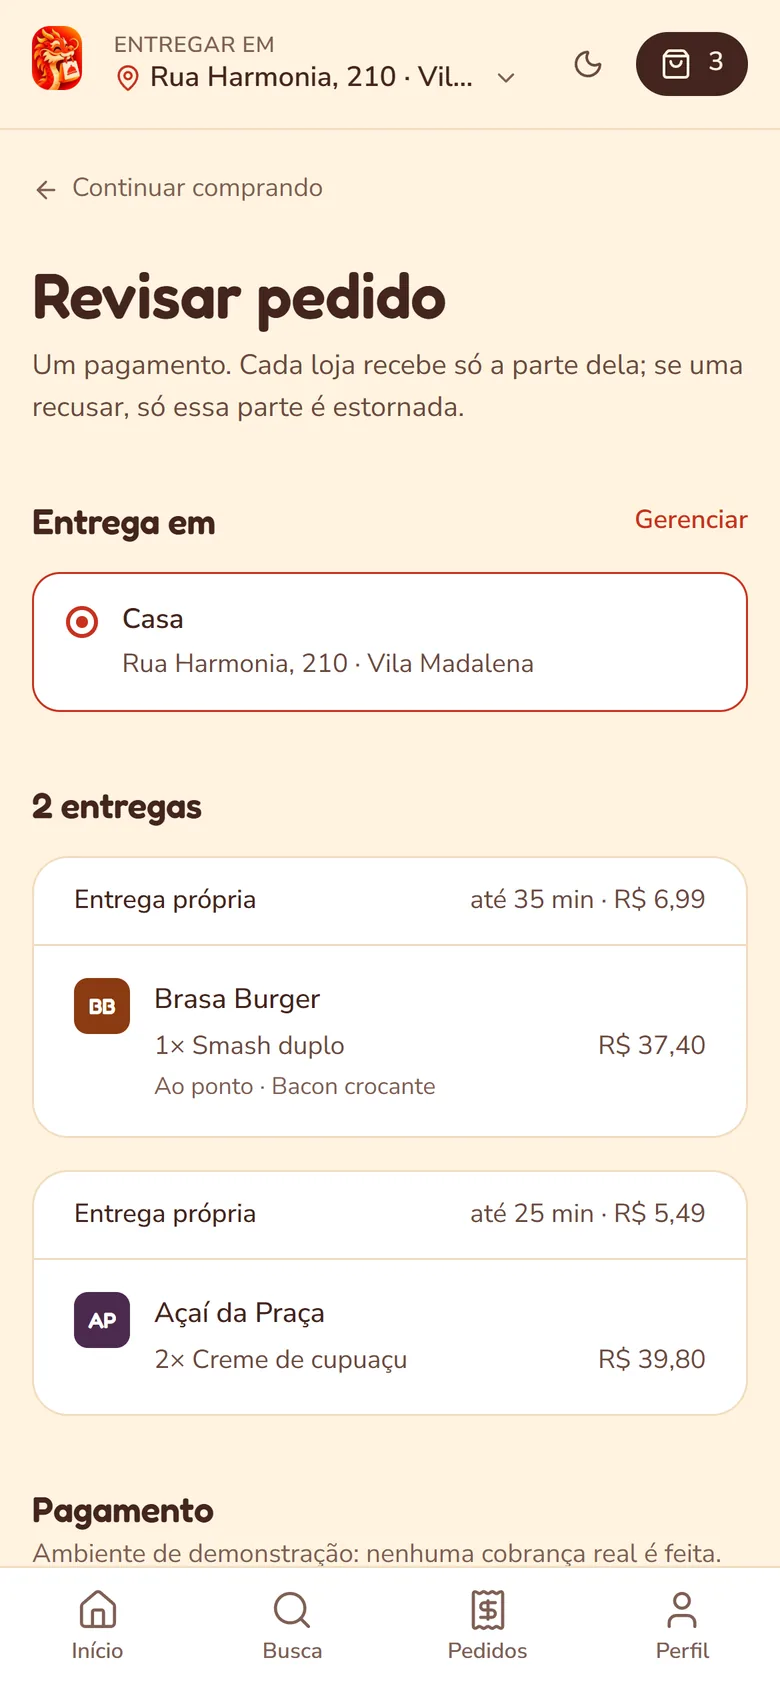 ENTREGAR EM
Rua Harmonia, 210 · Vil...
3
Continuar comprando
Revisar pedido
Um pagamento. Cada loja recebe só a parte dela; se uma
recusar, só essa parte é estornada.
Entrega em
Gerenciar
Casa
Rua Harmonia, 210 · Vila Madalena
2 entregas
Entrega própria
até 35 min · R$ 6,99
BB
Brasa Burger
1× Smash duplo
R$ 37,40
Ao ponto · Bacon crocante
Entrega própria
até 25 min · R$ 5,49
AP
Açaí da Praça
2× Creme de cupuaçu
R$ 39,80
Pagamento
Ambiente de demonstração: nenhuma cobrança real é feita.
Início
Busca
Pedidos
Perfil